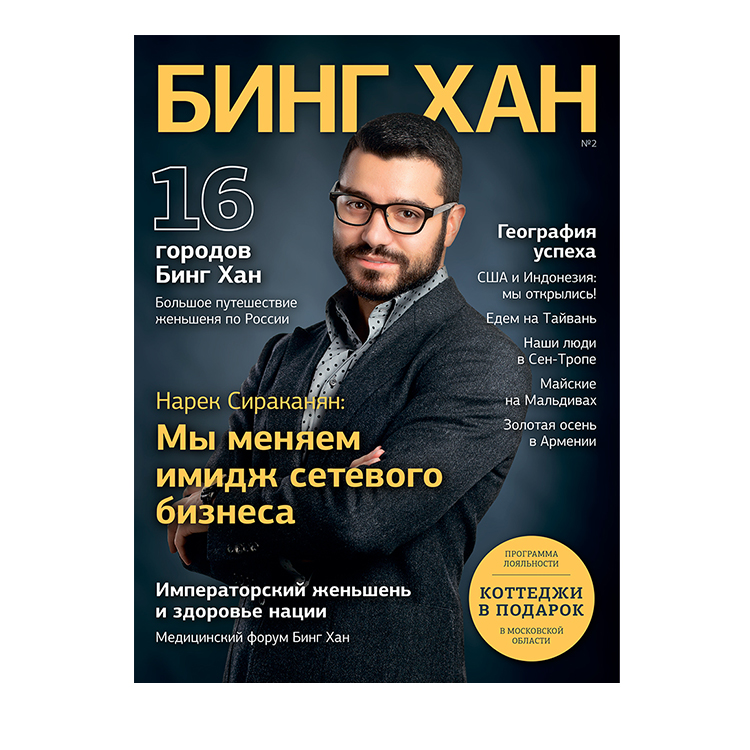 БИНГ ХАН
№2
16
городов
Бинг Хан
Большое путешествие
женьшеня по России
География
успеха
США и Индонезия:
мы открылись!
Едем на Тайвань
Наши люди
в Сен-Тропе
Майские
на Мальдивах
Золотая осень
в Армении
Нарек Сираканян:
Мы меняем
имидж сетевого
бизнеса
Императорский женьшень
и здоровье нации
Медицинский форум Бинг Хан
ПРОГРАММА
ЛОЯЛЬНОСТИ
КОТТЕДЖИ
В ПОДАРОК
В МОСКОВСКОЙ
ОБЛАСТИ